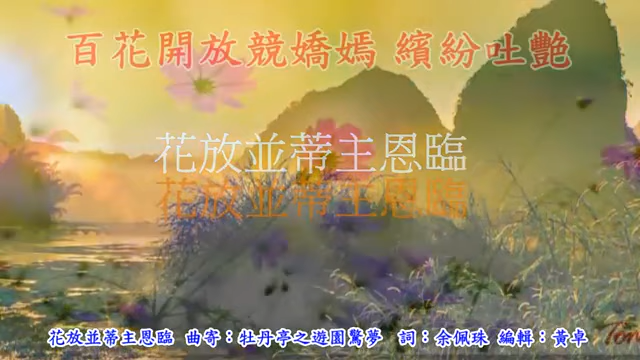 百花開放競嬌嫣 繽紛吐艷
花放並蒂主恩臨
花放並蒂主恩臨
花放並蒂主恩臨 曲寄：牡丹亭之遊園驚夢 詞：余佩珠 編輯：黃卓